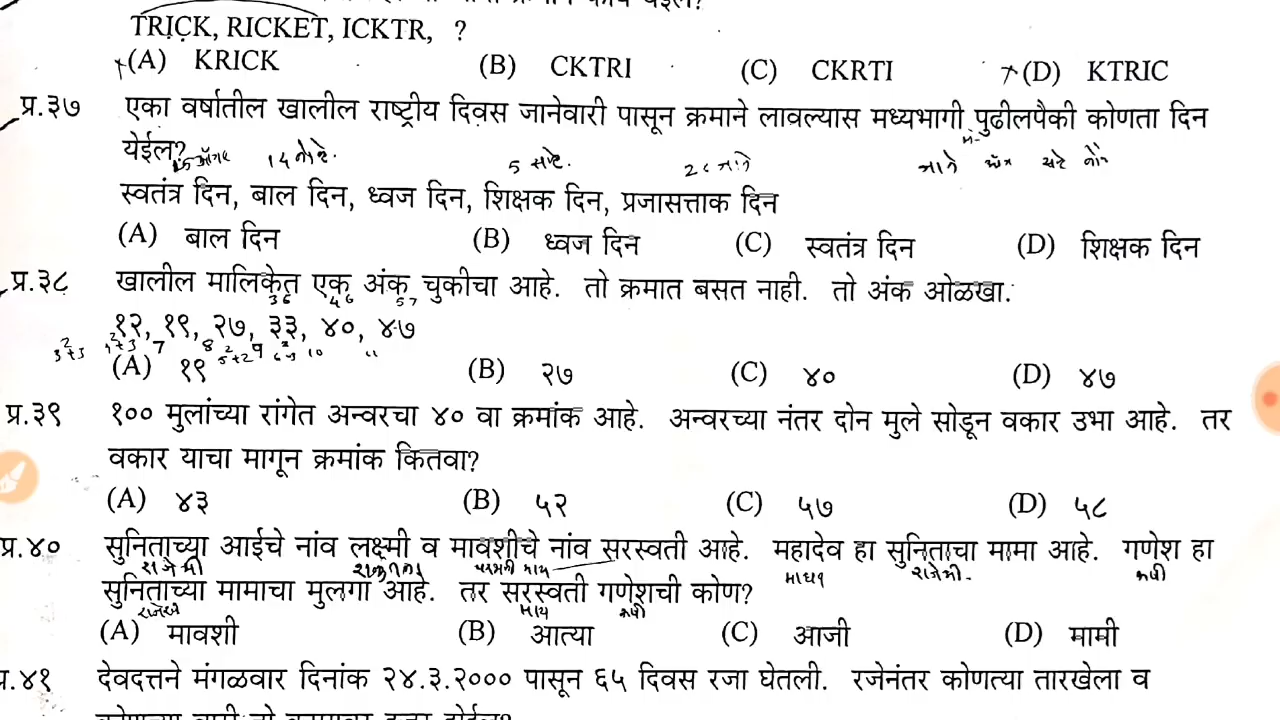 TRICK, RICKET, ICKTR, ?
(A) KRICK (B) CKTRI (C) CKRTI (D) KTRIC
प्र.३७ एका वर्षातील खालील राष्ट्रीय दिवस जानेवारी पासून क्रमाने लावल्यास मध्यभागी पुढीलपैकी कोणता दिन
येईल?
स्वतंत्र दिन, बाल दिन, ध्वज दिन, शिक्षक दिन, प्रजासत्ताक दिन
(A) बाल दिन (B) ध्वज दिन (C) स्वतंत्र दिन (D) शिक्षक दिन
प्र.३८ खालील मालिकेत एक अंक चुकीचा आहे. तो क्रमात बसत नाही. तो अंक ओळखा.
१२, १९, २७, ३३, ४०, ४७
(A) १९ (B) २७ (C) ४० (D) ४७
प्र.३९ १०० मुलांच्या रांगेत अन्वरचा ४० वा क्रमांक आहे. अन्वरच्या नंतर दोन मुले सोडून वकार उभा आहे. तर
वकार याचा मागून क्रमांक कितवा?
(A) ४३ (B) ५२ (C) ५७ (D) ५८
प्र.४० सुनिताच्या आईचे नांव लक्ष्मी व मावशीचे नांव सरस्वती आहे. महादेव हा सुनिताचा मामा आहे. गणेश हा
सुनिताच्या मामाचा मुलगा आहे. तर सरस्वती गणेशची कोण?
(A) मावशी (B) आत्या (C) आजी (D) मामी
प्र.४१ देवदत्तने मंगळवार दिनांक २४.३.२००० पासून ६५ दिवस रजा घेतली. रजेनंतर कोणत्या तारखेला व